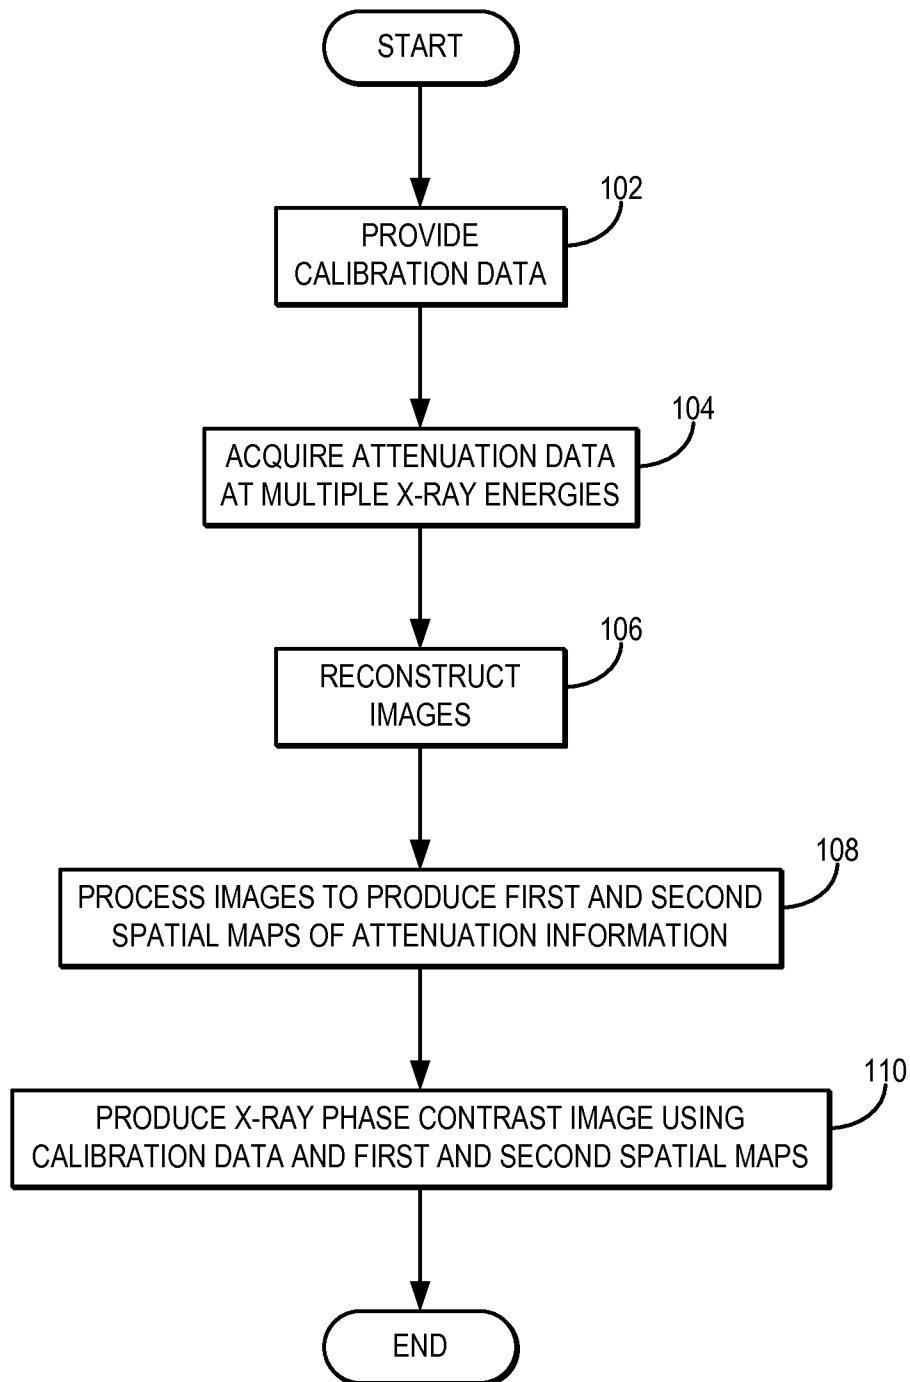 START
102
PROVIDE
CALIBRATION DATA
104
ACQUIRE ATTENUATION DATA
AT MULTIPLE X-RAY ENERGIES
106
RECONSTRUCT
IMAGES
108
PROCESS IMAGES TO PRODUCE FIRST AND SECOND
SPATIAL MAPS OF ATTENUATION INFORMATION
110
PRODUCE X-RAY PHASE CONTRAST IMAGE USING
CALIBRATION DATA AND FIRST AND SECOND SPATIAL MAPS
END